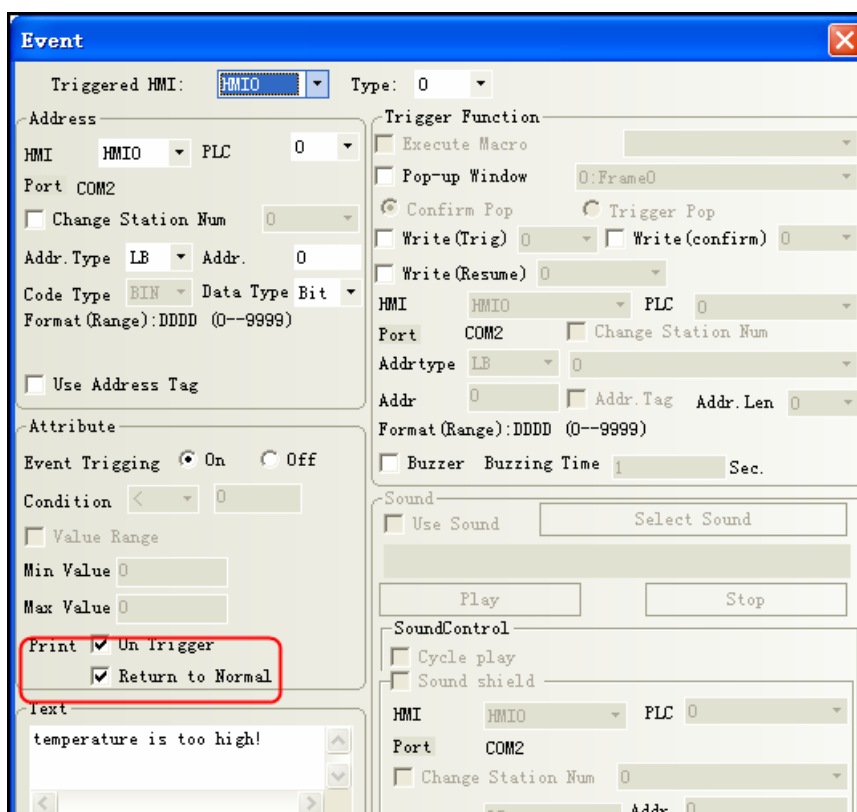 Event
Triggered HMI: HMI0 Type: 0
Address
HMI HMI0 PLC 0
Port COM2
Change Station Num 0
Addr.Type LB Addr. 0
Code Type BIN Data Type Bit
Format(Range):DDDD (0--9999)
Use Address Tag
Attribute
Event Trigging On Off
Condition < 0
Value Range
Min Value 0
Max Value 0
Print On Trigger
Return to Normal
Text
temperature is too high!
Trigger Function
Execute Macro
Pop-up Window 0:Frame0
Confirm Pop Trigger Pop
Write(Trig) 0 Write(confirm) 0
Write(Resume) 0
HMI HMI0 PLC 0
Port COM2 Change Station Num
Addrtype LB 0
Addr 0 Addr.Tag Addr.Len 0
Format(Range):DDDD (0--9999)
Buzzer Buzzing Time 1 Sec.
Sound
Use Sound Select Sound
Play Stop
SoundControl
Cycle play
Sound shield
HMI HMI0 PLC 0
Port COM2
Change Station Num 0
Addr 0